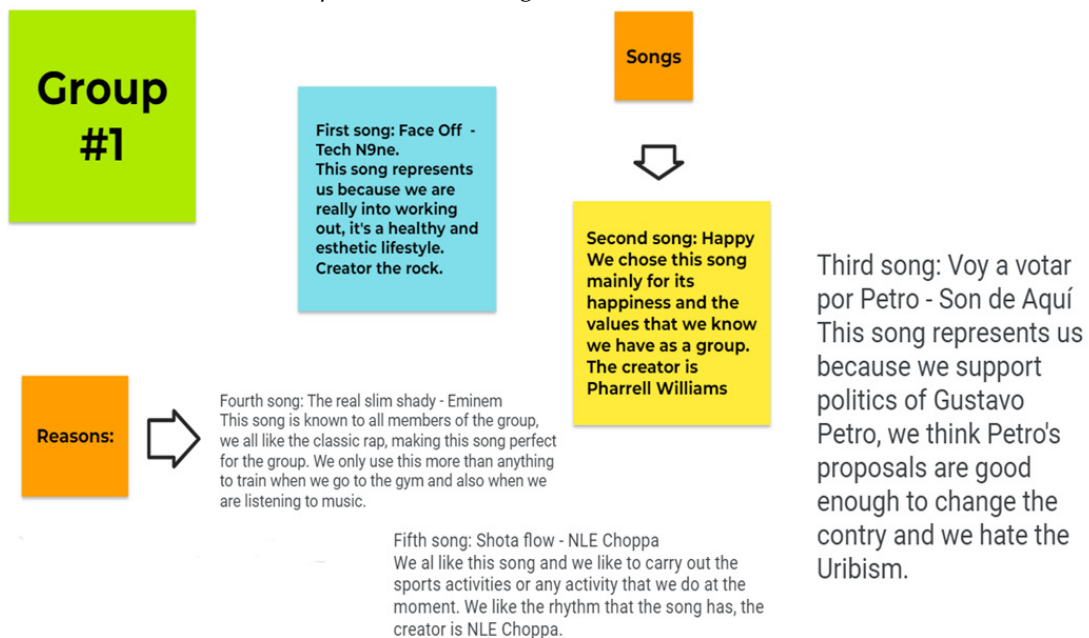 Group
#1
Songs
First song: Face Off -
Tech N9ne.
This song represents
us because we are
really into working
out, it's a healthy and
esthetic lifestyle.
Creator the rock.
Second song: Happy
We chose this song
mainly for its
happiness and the
values that we know
we have as a group.
The creator is
Pharrell Williams
Third song: Voy a votar
por Petro - Son de Aquí
This song represents us
because we support
politics of Gustavo
Petro, we think Petro's
proposals are good
enough to change the
contry and we hate the
Uribism.
Reasons:
Fourth song: The real slim shady - Eminem
This song is known to all members of the group,
we all like the classic rap, making this song perfect
for the group. We only use this more than anything
to train when we go to the gym and also when we
are listening to music.
Fifth song: Shota flow - NLE Choppa
We al like this song and we like to carry out the
sports activities or any activity that we do at the
moment. We like the rhythm that the song has, the
creator is NLE Choppa.